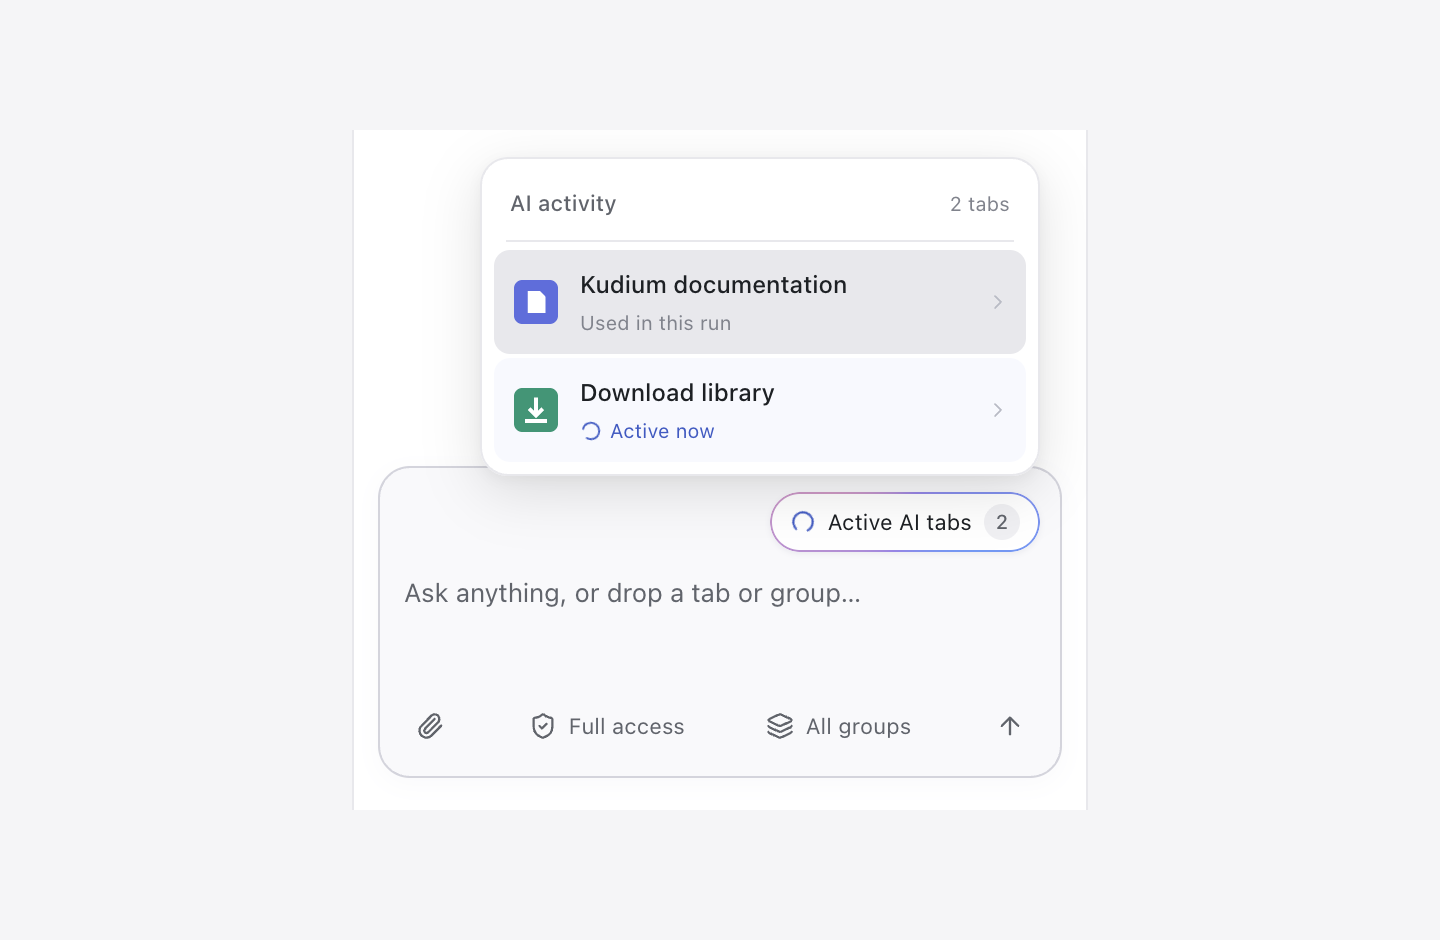 AI activity
2 tabs
Kudium documentation
Used in this run
Download library
Active now
Active AI tabs 2
Ask anything, or drop a tab or group...
Full access
All groups